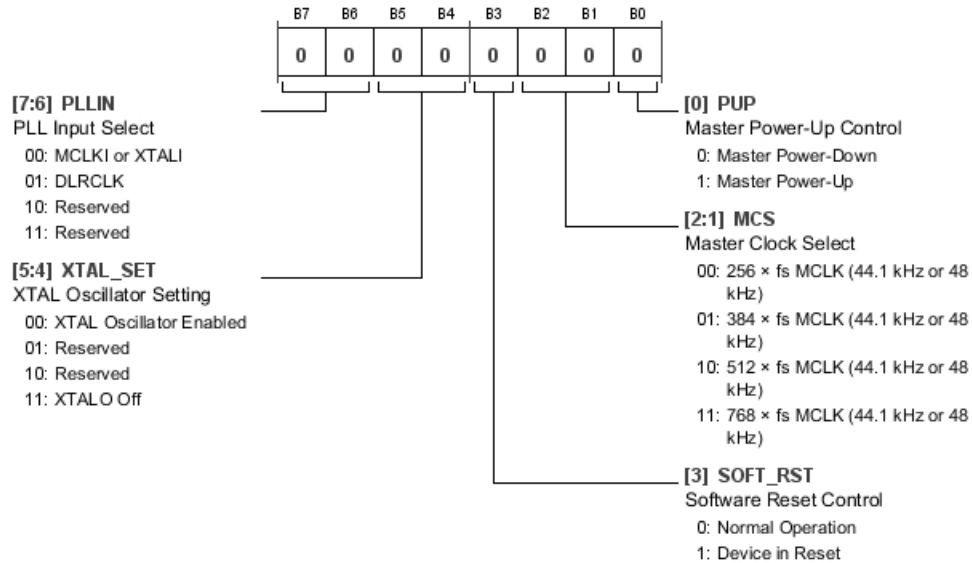 B7 B6 B5 B4 B3 B2 B1 B0
0 0 0 0 0 0 0 0
[7:6] PLLIN
PLL Input Select
00: MCLKI or XTALI
01: DLRCLK
10: Reserved
11: Reserved
[5:4] XTAL_SET
XTAL Oscillator Setting
00: XTAL Oscillator Enabled
01: Reserved
10: Reserved
11: XTALO Off
[0] PUP
Master Power-Up Control
0: Master Power-Down
1: Master Power-Up
[2:1] MCS
Master Clock Select
00: 256 × fs MCLK (44.1 kHz or 48
kHz)
01: 384 × fs MCLK (44.1 kHz or 48
kHz)
10: 512 × fs MCLK (44.1 kHz or 48
kHz)
11: 768 × fs MCLK (44.1 kHz or 48
kHz)
[3] SOFT_RST
Software Reset Control
0: Normal Operation
1: Device in Reset